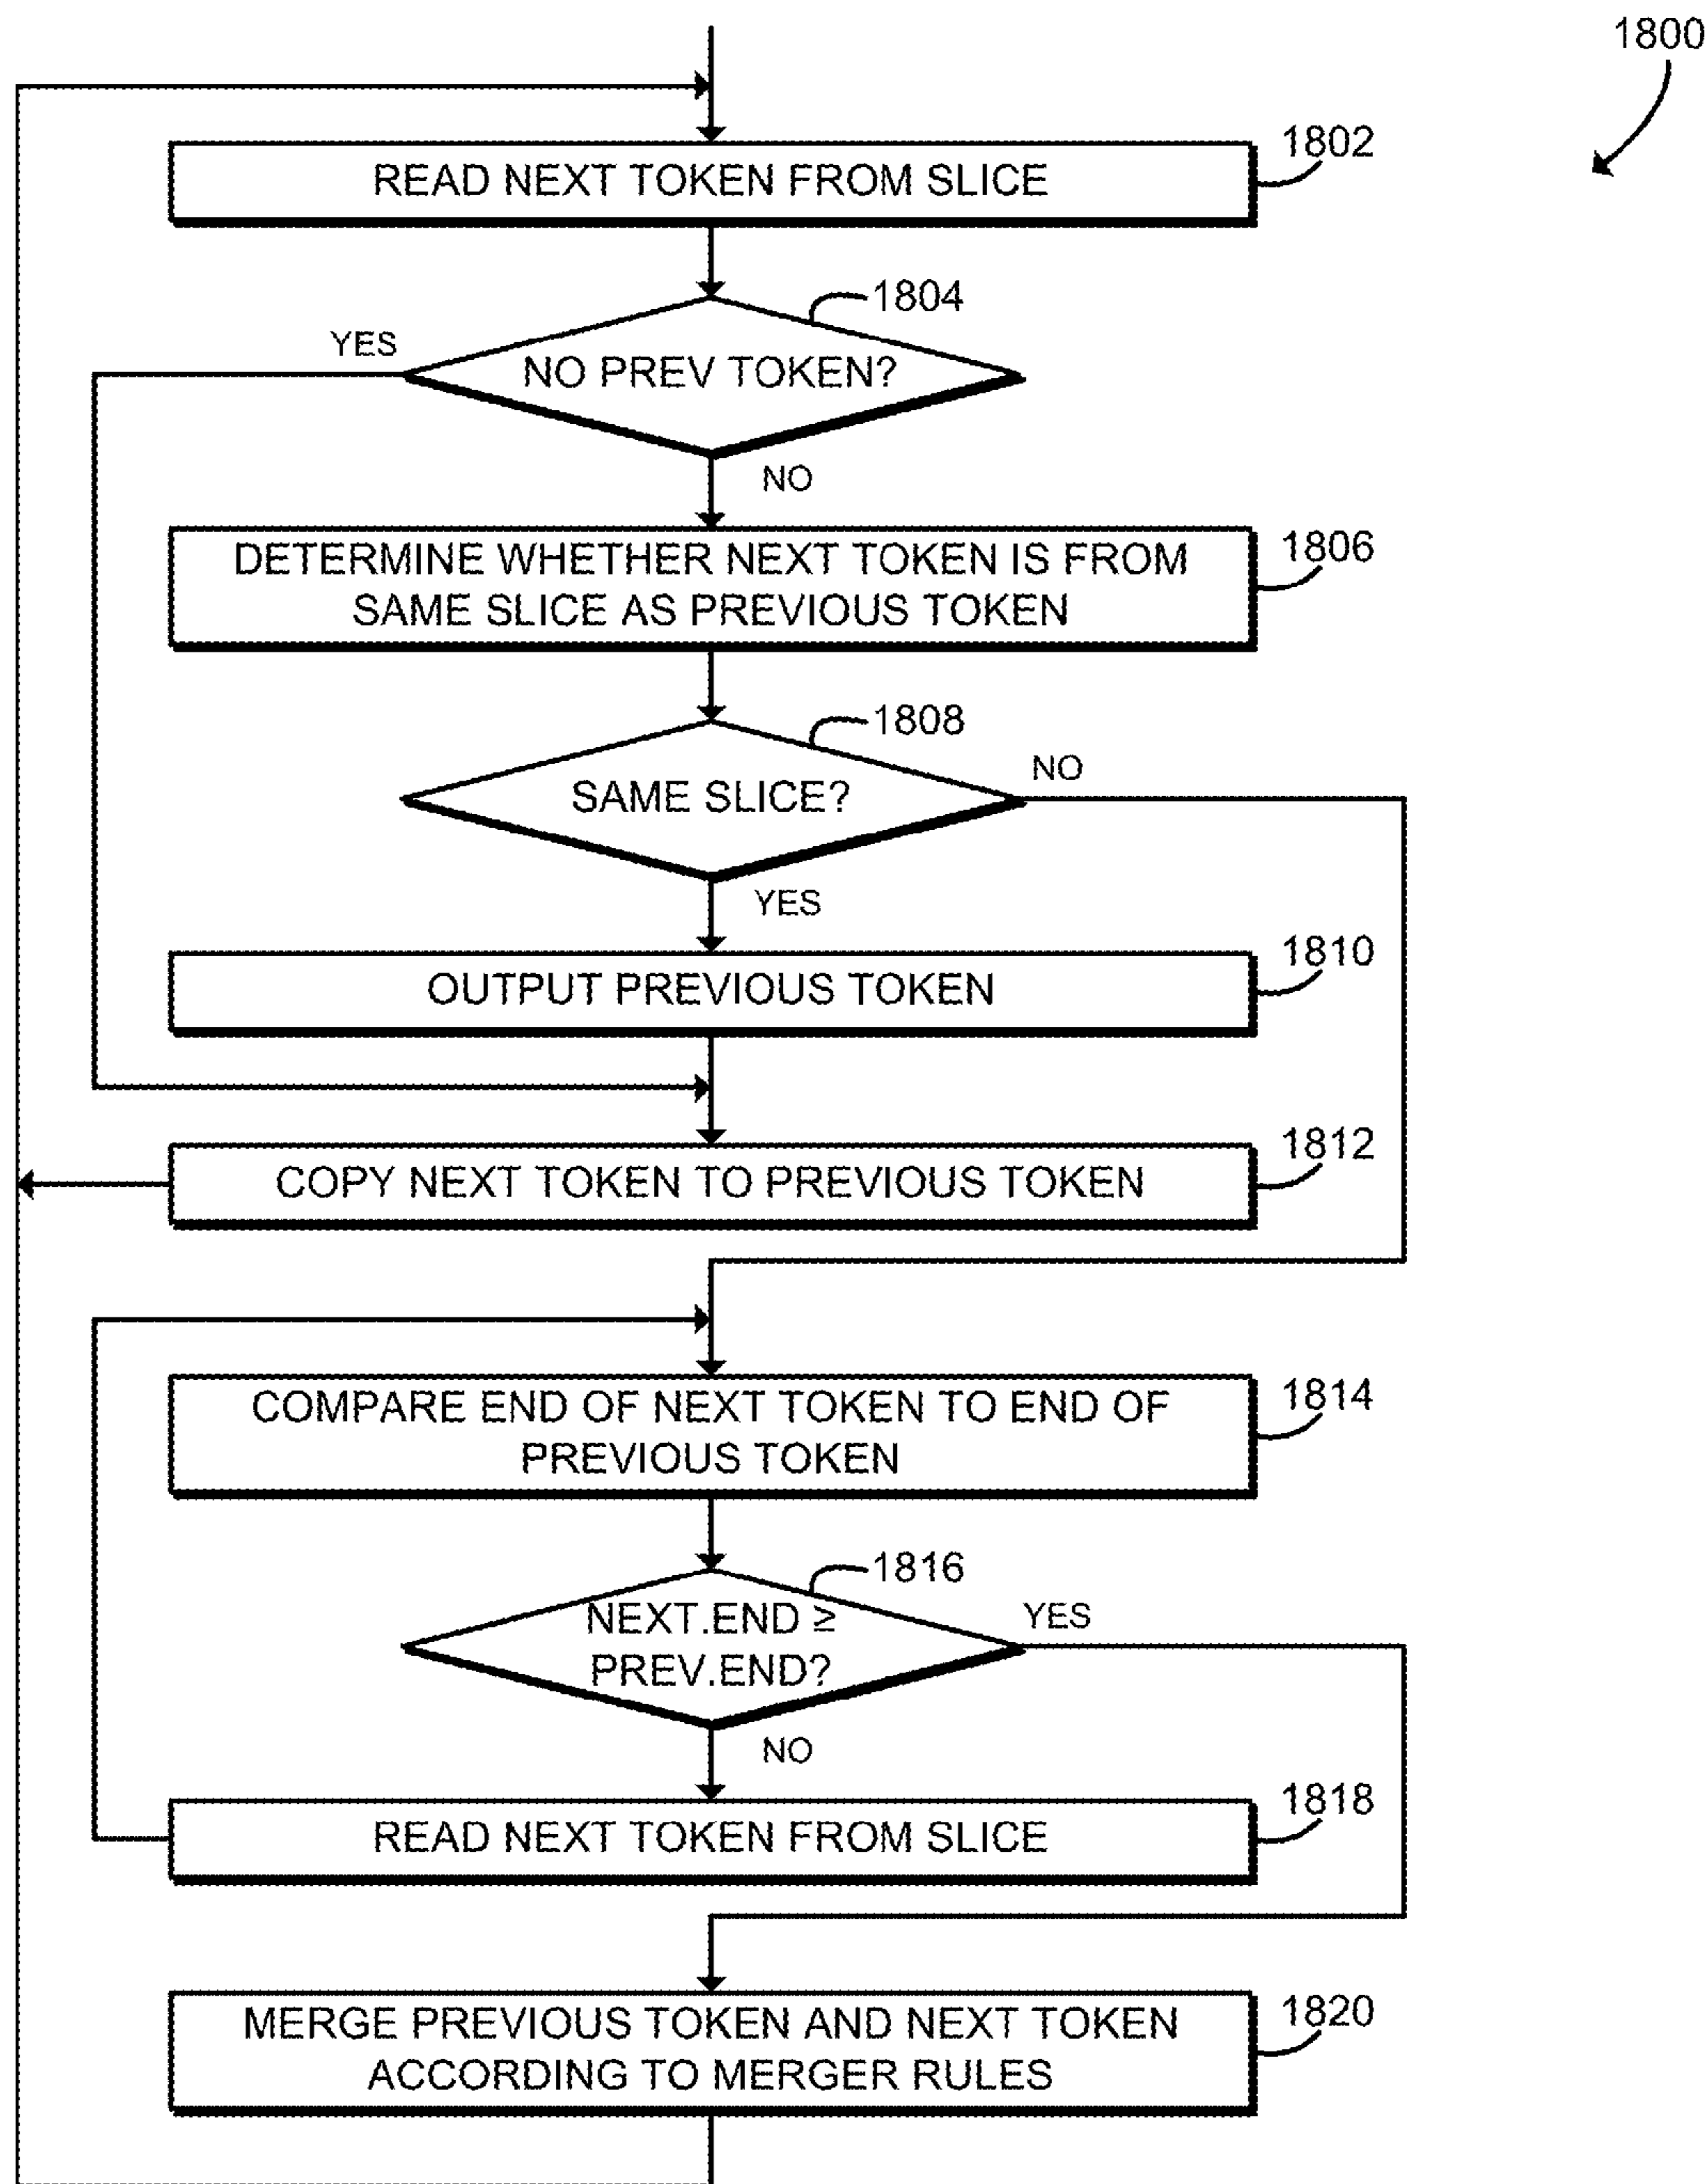 1800
READ NEXT TOKEN FROM SLICE
1802
1804
YES
NO PREV TOKEN?
NO
DETERMINE WHETHER NEXT TOKEN IS FROM
SAME SLICE AS PREVIOUS TOKEN
1806
1808
SAME SLICE?
NO
YES
OUTPUT PREVIOUS TOKEN
1810
COPY NEXT TOKEN TO PREVIOUS TOKEN
1812
COMPARE END OF NEXT TOKEN TO END OF
PREVIOUS TOKEN
1814
1816
NEXT.END ≥
PREV.END?
YES
NO
READ NEXT TOKEN FROM SLICE
1818
MERGE PREVIOUS TOKEN AND NEXT TOKEN
ACCORDING TO MERGER RULES
1820